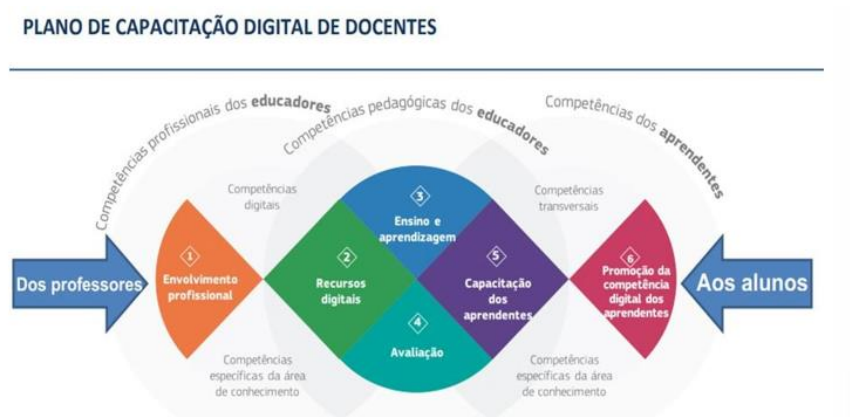 PLANO DE CAPACITAÇÃO DIGITAL DE DOCENTES
Competências profissionais dos educadores
Competências pedagógicas dos educadores
Competências dos aprendentes
Competências
digitais
Competências
transversais
Dos professores
1
Envolvimento
profissional
2
Recursos
digitais
3
Ensino e
aprendizagem
4
Avaliação
5
Capacitação
dos
aprendentes
6
Promoção da
competência
digital dos
aprendentes
Aos alunos
Competências
específicas da área
de conhecimento
Competências
específicas da área
de conhecimento